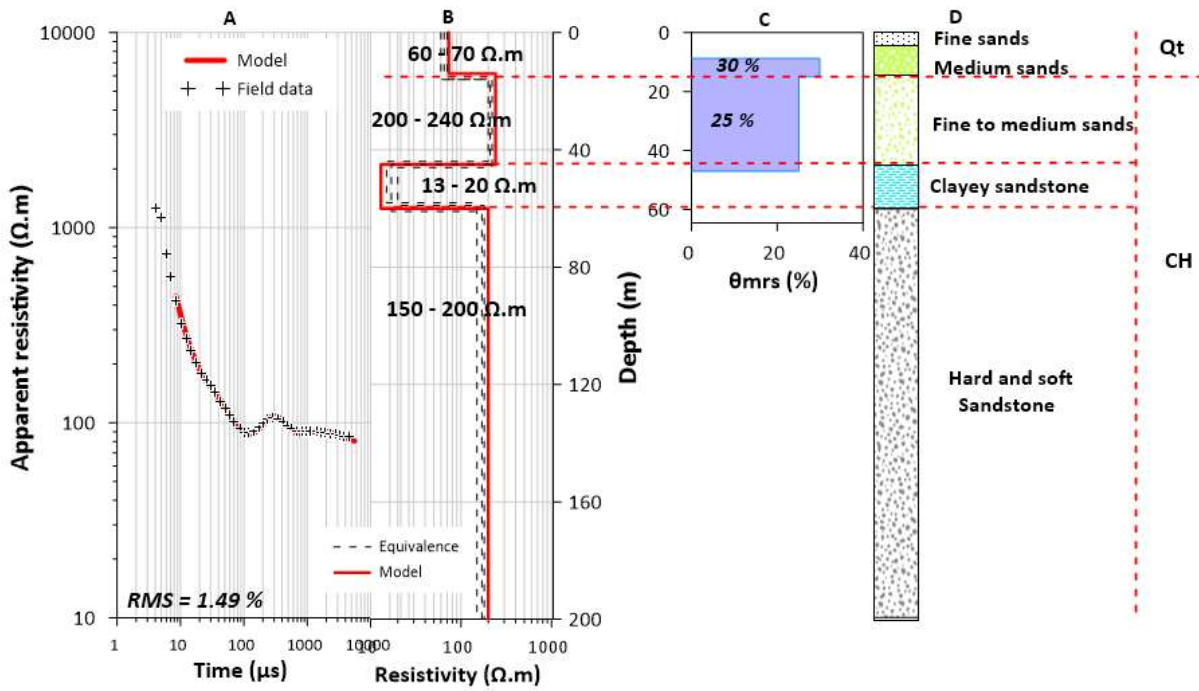 A
B
C
D
10000
1000
100
10
Apparent resistivity (Ω.m)
Model
Field data
RMS = 1.49 %
1
10
100
1000
Time (µs)
60 - 70 Ω.m
200 - 240 Ω.m
13 - 20 Ω.m
150 - 200 Ω.m
Equivalence
Model
100
1000
Resistivity (Ω.m)
0
40
80
120
160
200
Depth (m)
0
20
40
60
30 %
25 %
0
20
40
θmrs (%)
Fine sands
Medium sands
Fine to medium sands
Clayey sandstone
Hard and soft
Sandstone
Qt
CH